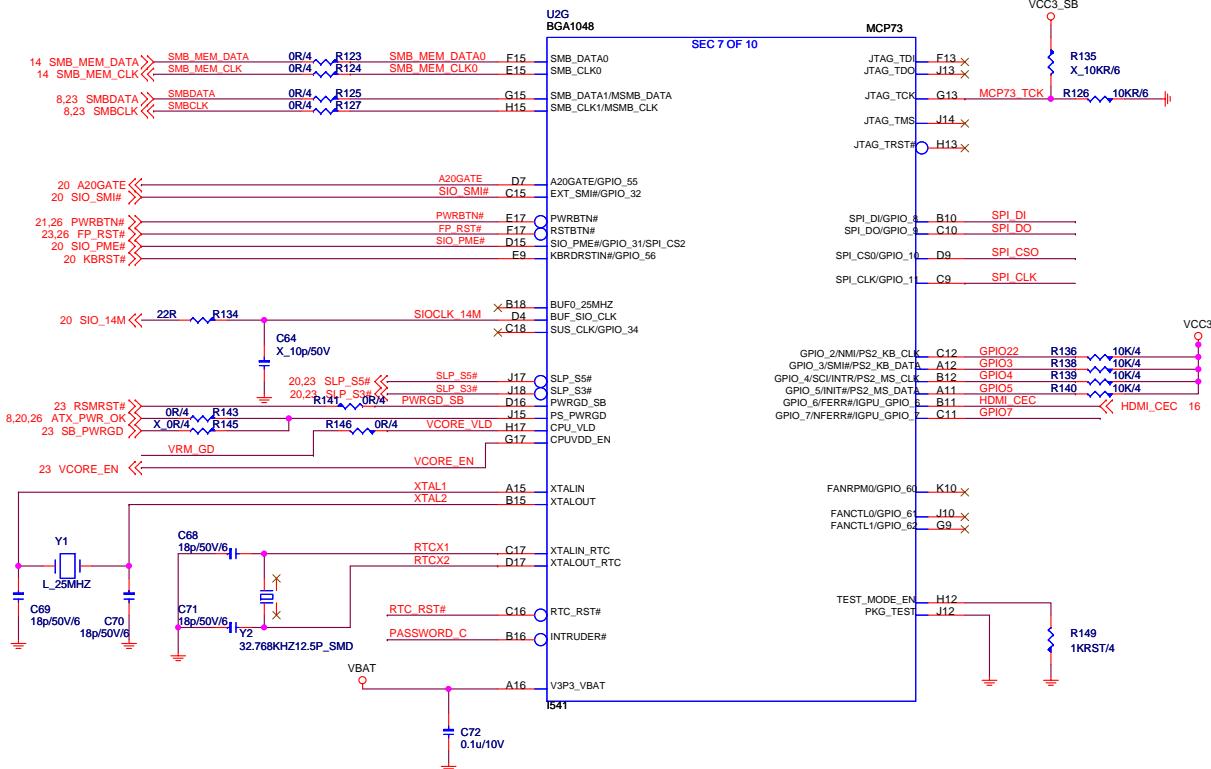 VCC3_SB
U2G
BGA1048
MCP73
SEC 7 OF 10
14 SMB_MEM_DATA SMB_MEM_DATA 0R/4 R123 SMB_MEM_DATA0 F15 SMB_DATA0
14 SMB_MEM_CLK SMB_MEM_CLK 0R/4 R124 SMB_MEM_CLK0 E15 SMB_CLK0
8,23 SMBDATA SMBDATA 0R/4 R125 G15 SMB_DATA1/MSMB_DATA
8,23 SMBCLK SMBCLK 0R/4 R127 H15 SMB_CLK1/MSMB_CLK
JTAG_TDI F13
JTAG_TDO J13
JTAG_TCK G13 MCP73_TCK R126 10KR/6
R135
X_10KR/6
JTAG_TMS J14
JTAG_TRST# H13
20 A20GATE A20GATE D7 A20GATE/GPIO_55
20 SIO_SMI# SIO_SMI# C15 EXT_SMI#/GPIO_32
21,26 PWRBTN# PWRBTN# E17 PWRBTN#
23,26 FP_RST# FP_RST# F17 RSTBTN#
20 SIO_PME# SIO_PME# D15 SIO_PME#/GPIO_31/SPI_CS2
20 KBRST# E9 KBRDRSTIN#/GPIO_56
SPI_DI/GPIO_8 B10 SPI_DI
SPI_DO/GPIO_9 C10 SPI_DO
SPI_CS0/GPIO_10 D9 SPI_CSO
SPI_CLK/GPIO_11 C9 SPI_CLK
B18 BUF0_25MHZ
20 SIO_14M 22R R134 SIOCLK_14M D4 BUF_SIO_CLK
C18 SUS_CLK/GPIO_34
C64
X_10p/50V
VCC3
GPIO_2/NMI/PS2_KB_CLK C12 GPIO22 R136 10K/4
GPIO_3/SMI#/PS2_KB_DATA A12 GPIO3 R138 10K/4
GPIO_4/SCI/INTR/PS2_MS_CLK B12 GPIO4 R139 10K/4
GPIO_5/INIT#/PS2_MS_DATA A11 GPIO5 R140 10K/4
GPIO_6/FERR#/IGPU_GPIO_6 B11 HDMI_CEC HDMI_CEC 16
GPIO_7/NFERR#/IGPU_GPIO_7 C11 GPIO7
20,23 SLP_S5# SLP_S5# J17 SLP_S5#
20,23 SLP_S3# SLP_S3# J18 SLP_S3#
23 RSMRST# R141 0R/4 PWRGD_SB D16 PWRGD_SB
8,20,26 ATX_PWR_OK 0R/4 R143 J15 PS_PWRGD
23 SB_PWRGD X_0R/4 R145 R146 0R/4 VCORE_VLD H17 CPU_VLD
G17 CPUVDD_EN
VRM_GD
23 VCORE_EN VCORE_EN
XTAL1 A15 XTALIN
XTAL2 B15 XTALOUT
FANRPM0/GPIO_60 K10
FANCTL0/GPIO_61 J10
FANCTL1/GPIO_62 G9
Y1
L_25MHZ
C69
18p/50V/6
C70
18p/50V/6
C68
18p/50V/6
RTCX1 C17 XTALIN_RTC
RTCX2 D17 XTALOUT_RTC
C71
18p/50V/6
Y2
32.768KHZ12.5P_SMD
RTC_RST# C16 RTC_RST#
PASSWORD_C B16 INTRUDER#
TEST_MODE_EN H12
PKG_TEST J12
R149
1KRST/4
VBAT
A16 V3P3_VBAT
I541
C72
0.1u/10V